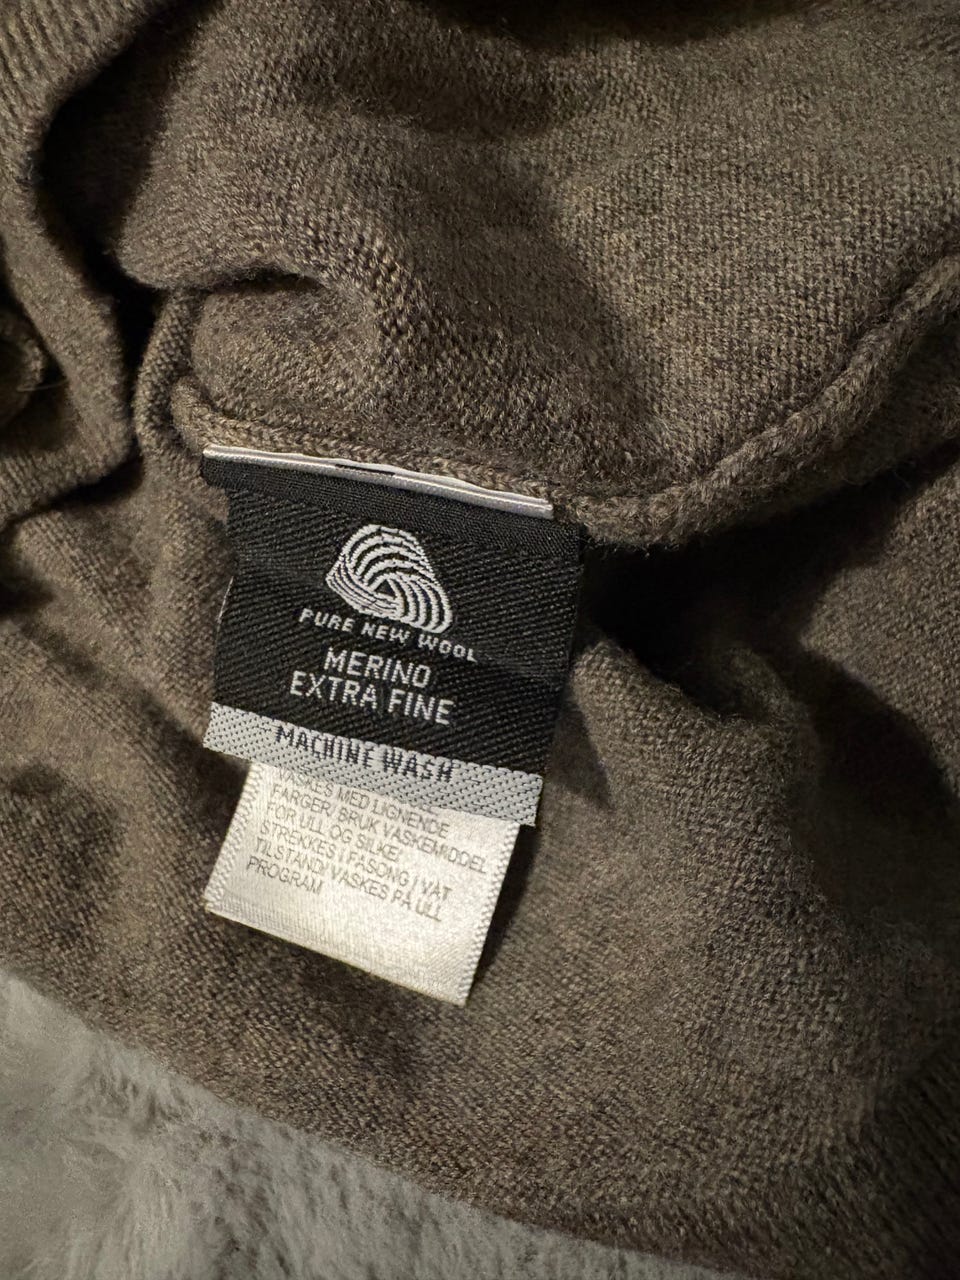 PURE NEW WOOL
MERINO
EXTRA FINE
MACHINE WASH
VASKES MED LIGNENDE
FARGER/ BRUK VASKEMIDDEL
FOR ULL OG SILKE/
STREKKES I FASONG I VÅT
TILSTAND/ VASKES PÅ ULL
PROGRAM